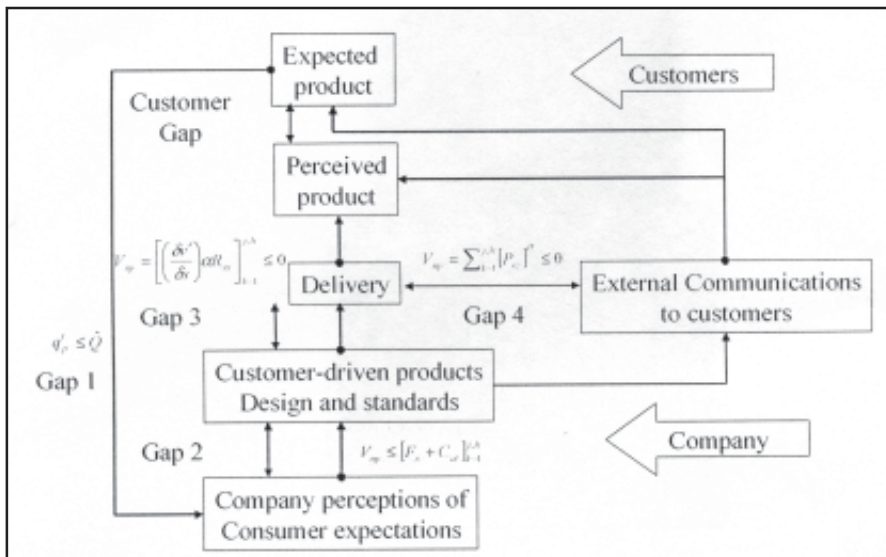 Expected
product
Customers
Customer
Gap
Perceived
product
Delivery
Gap 3
Gap 4
External Communications
to customers
Gap 1
Customer-driven products
Design and standards
Gap 2
Company
Company perceptions of
Consumer expectations